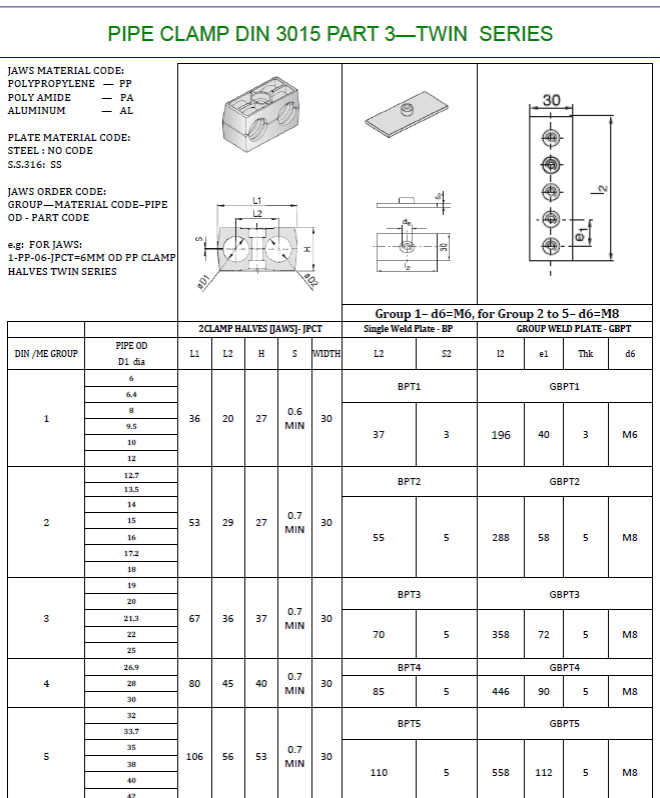 PIPE CLAMP DIN 3015 PART 3—TWIN SERIES
JAWS MATERIAL CODE:
POLYPROPYLENE — PP
POLY AMIDE — PA
ALUMINUM — AL
PLATE MATERIAL CODE:
STEEL : NO CODE
S.S.316: SS
JAWS ORDER CODE:
GROUP—MATERIAL CODE–PIPE
OD - PART CODE
e.g: FOR JAWS:
1-PP-06-JPCT=6MM OD PP CLAMP
HALVES TWIN SERIES
L1
L2
S
H
øD1
øD2
S2
d6
30
l2
30
l2
e1
Group 1– d6=M6, for Group 2 to 5– d6=M8
2CLAMP HALVES [JAWS]- JPCT Single Weld Plate - BP GROUP WELD PLATE - GBPT
DIN /ME GROUP PIPE OD D1 dia L1 L2 H S WIDTH L2 S2 l2 e1 Thk d6
1 36 20 27 0.6 MIN 30 BPT1 37 3 GBPT1 196 40 3 M6
6
6.4
8
9.5
10
12
2 53 29 27 0.7 MIN 30 BPT2 55 5 GBPT2 288 58 5 M8
12.7
13.5
14
15
16
17.2
18
3 67 36 37 0.7 MIN 30 BPT3 70 5 GBPT3 358 72 5 M8
19
20
21.3
22
25
4 80 45 40 0.7 MIN 30 BPT4 85 5 GBPT4 446 90 5 M8
26.9
28
30
5 106 56 53 0.7 MIN 30 BPT5 110 5 GBPT5 558 112 5 M8
32
33.7
35
38
40
42